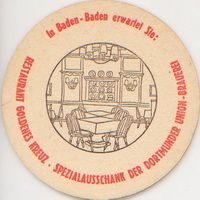 In Baden-Baden erwartet Sie:
RESTAURANT GOLDENES KREUZ · SPEZIALAUSSCHANK DER DORTMUNDER UNION-BRAUEREI